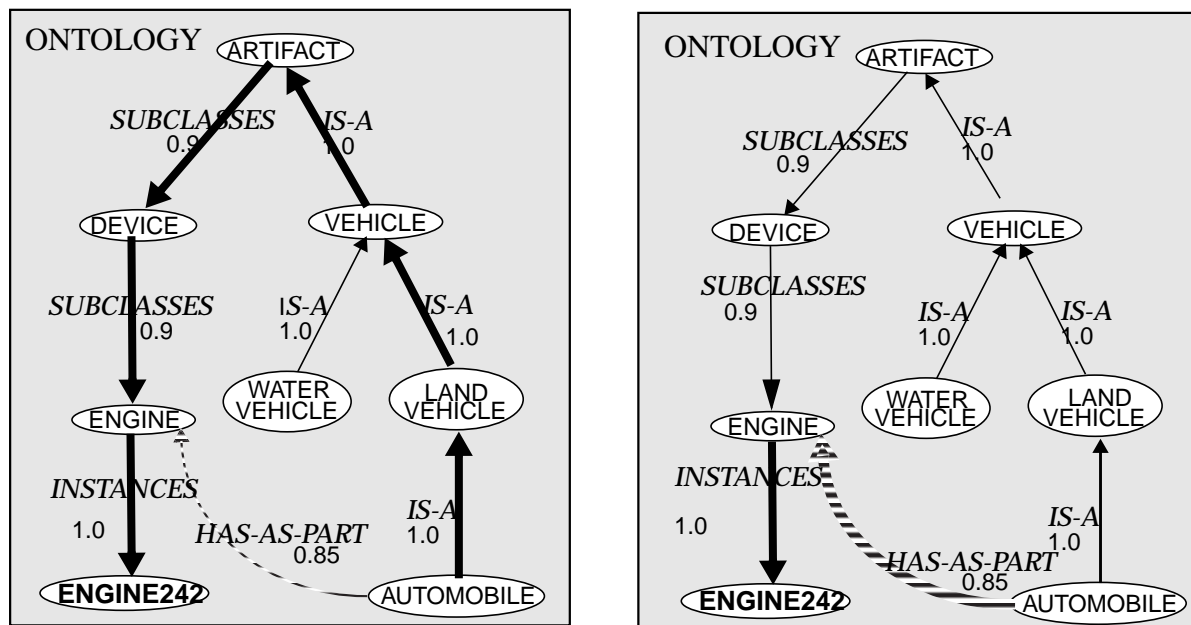 ONTOLOGY
ARTIFACT
SUBCLASSES
0.9
IS-A
1.0
DEVICE
VEHICLE
SUBCLASSES
0.9
IS-A
1.0
IS-A
1.0
WATER
VEHICLE
LAND
VEHICLE
ENGINE
INSTANCES
1.0
HAS-AS-PART
0.85
IS-A
1.0
ENGINE242
AUTOMOBILE
ONTOLOGY
ARTIFACT
SUBCLASSES
0.9
IS-A
1.0
DEVICE
VEHICLE
SUBCLASSES
0.9
IS-A
1.0
IS-A
1.0
WATER
VEHICLE
LAND
VEHICLE
ENGINE
INSTANCES
1.0
HAS-AS-PART
0.85
IS-A
1.0
ENGINE242
AUTOMOBILE